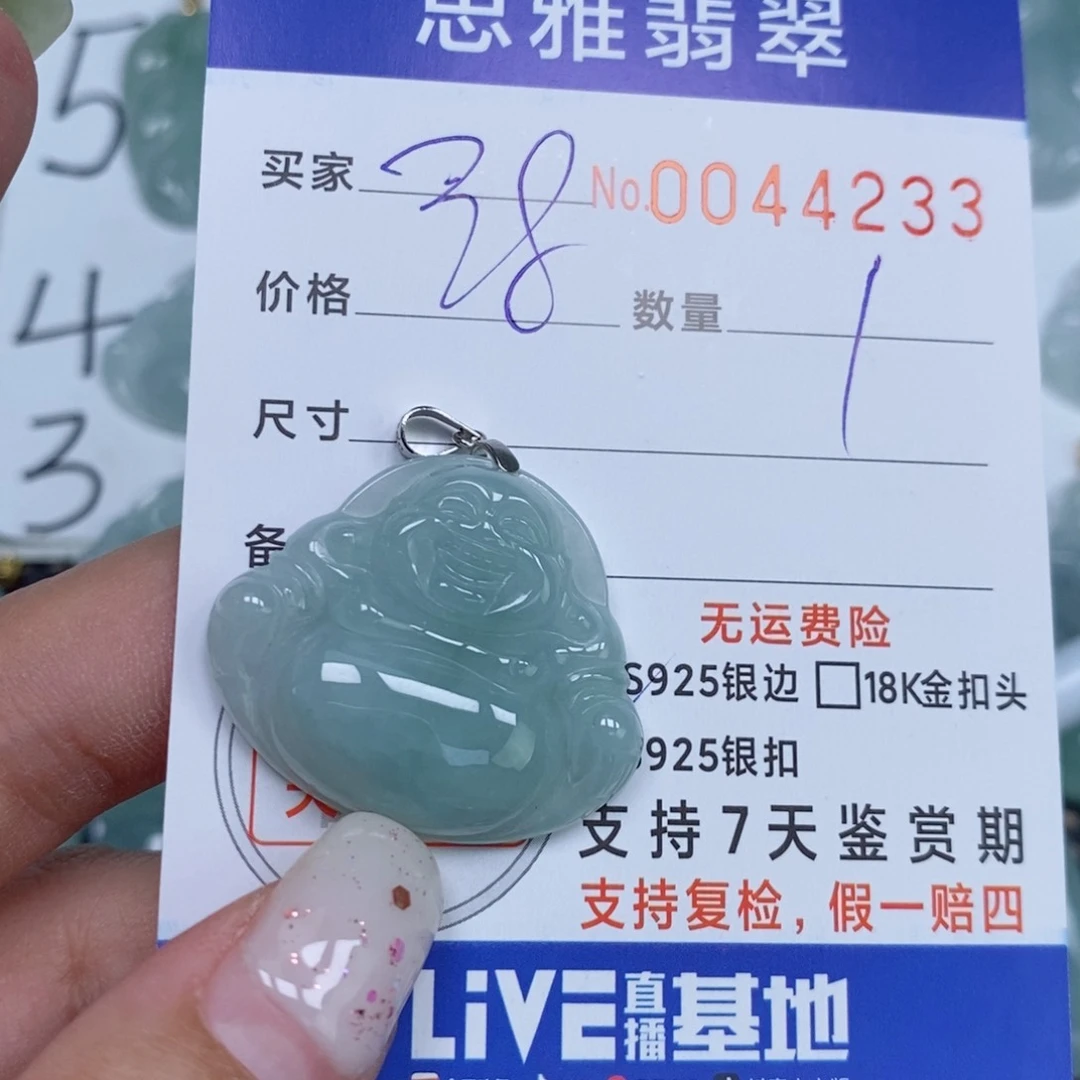 思雅翡翠
买家 38 No.0044233
价格 数量 1
尺寸
备
无运费险
S925银边 □18K金扣头
925银扣
支持7天鉴赏期
支持复检，假一赔四
LiVE直播基地
5
4
3